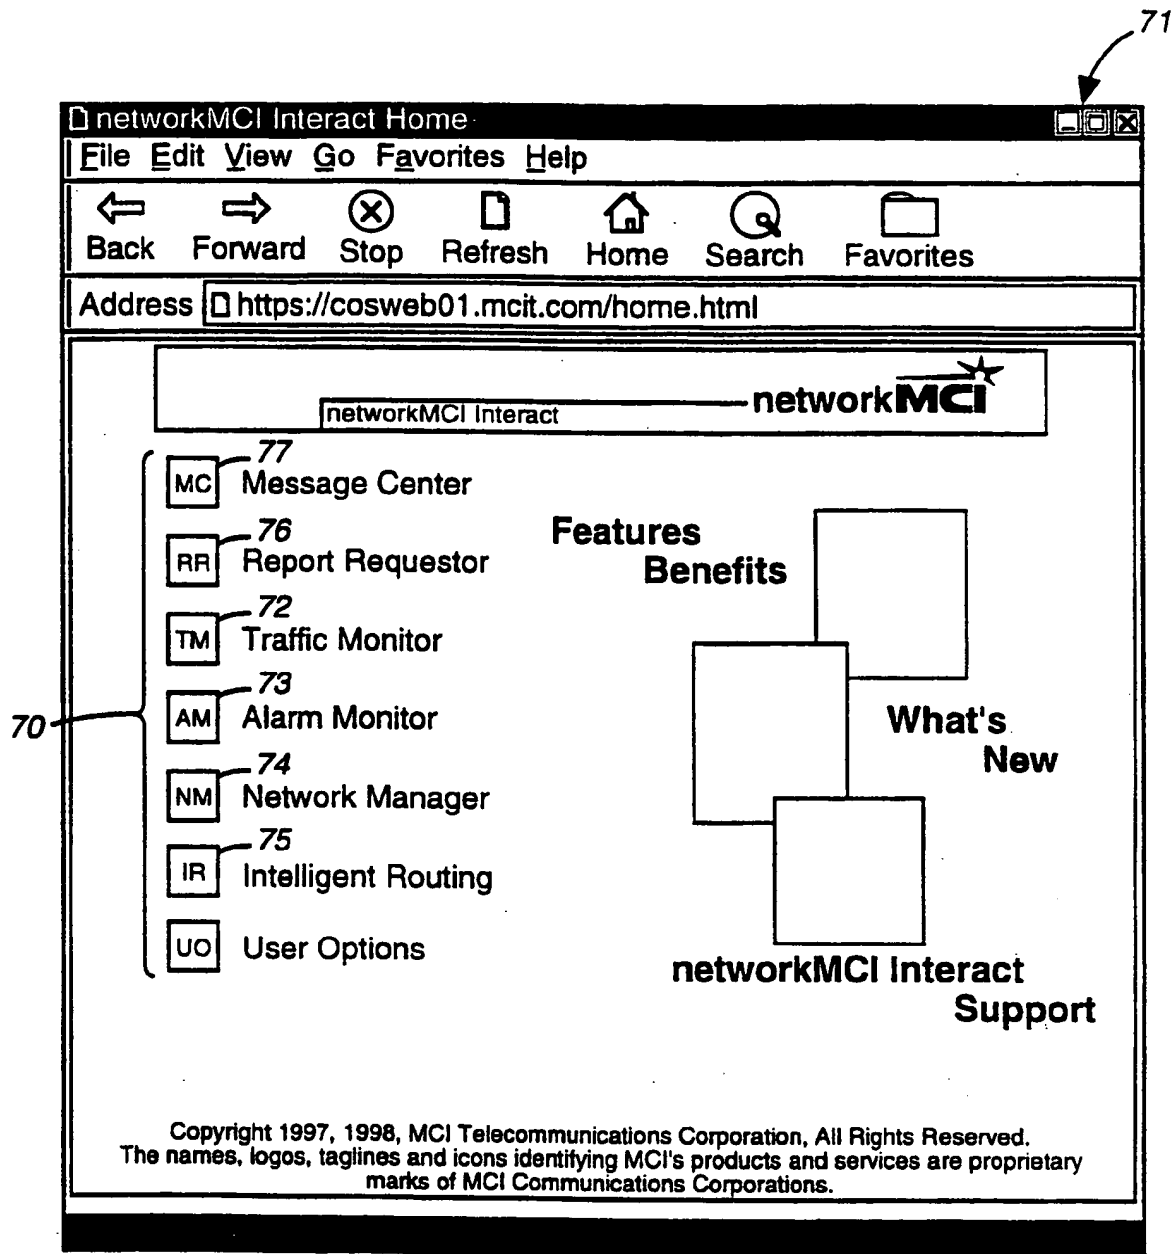 71
networkMCI Interact Home
File Edit View Go Favorites Help
Back Forward Stop Refresh Home Search Favorites
Address https://cosweb01.mcit.com/home.html
networkMCI Interact
networkMCI
70
77
MC Message Center
76
RR Report Requestor
72
TM Traffic Monitor
73
AM Alarm Monitor
74
NM Network Manager
75
IR Intelligent Routing
UO User Options
Features
Benefits
What's
New
networkMCI Interact
Support
Copyright 1997, 1998, MCI Telecommunications Corporation, All Rights Reserved.
The names, logos, taglines and icons identifying MCI's products and services are proprietary
marks of MCI Communications Corporations.